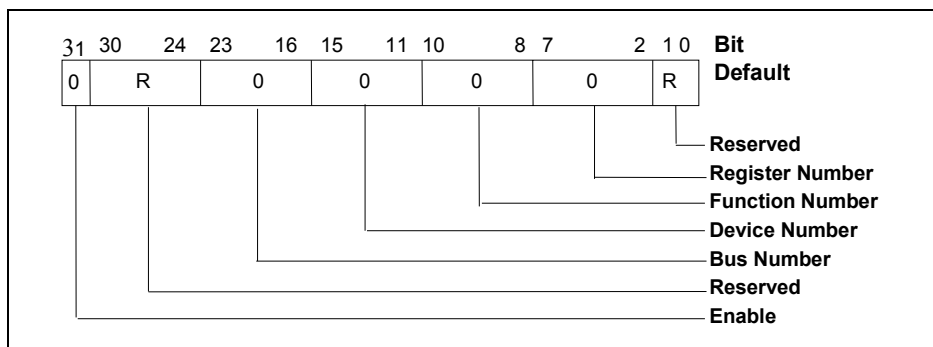 31 30 24 23 16 15 11 10 8 7 2 1 0 Bit
0 R 0 0 0 0 R Default
Reserved
Register Number
Function Number
Device Number
Bus Number
Reserved
Enable